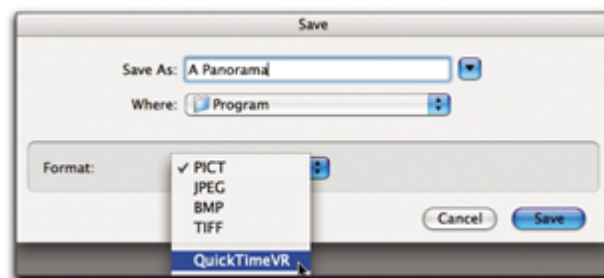 Save
Save As: A Panorama
Where: Program
Format: ✓ PICT
JPEG
BMP
TIFF
QuickTimeVR
Cancel Save